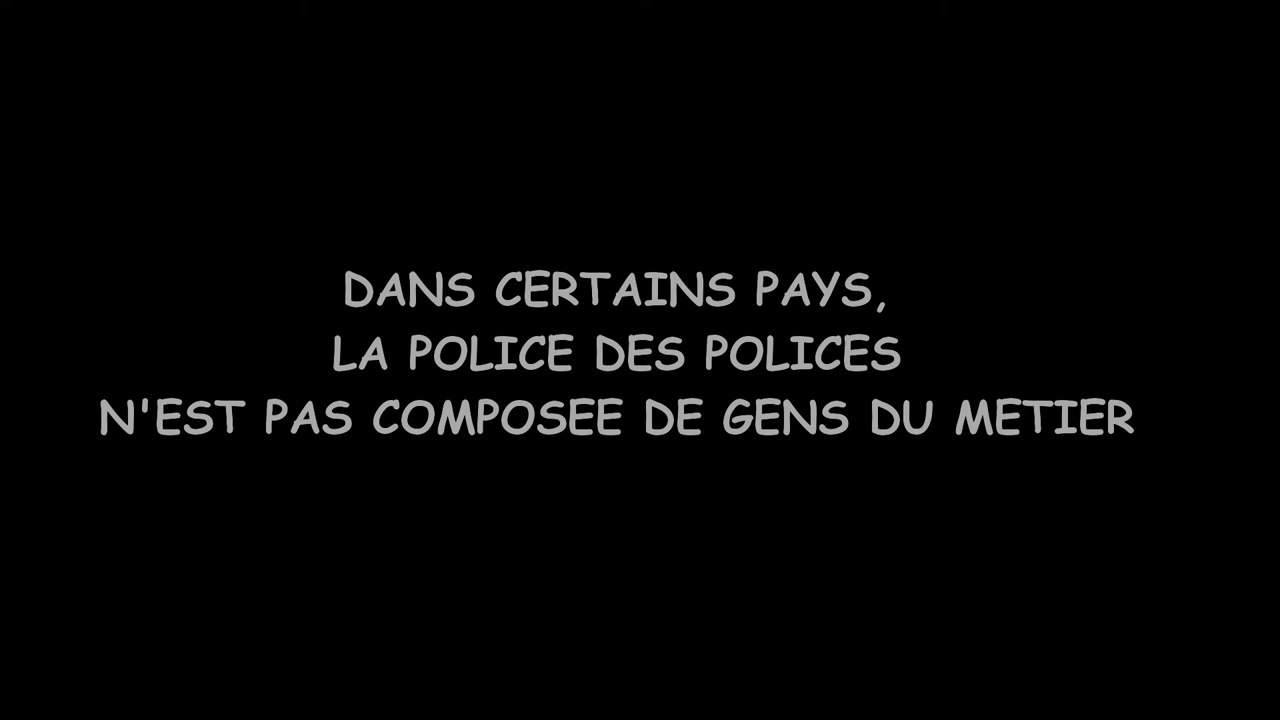 DANS CERTAINS PAYS,
LA POLICE DES POLICES
N'EST PAS COMPOSEE DE GENS DU METIER